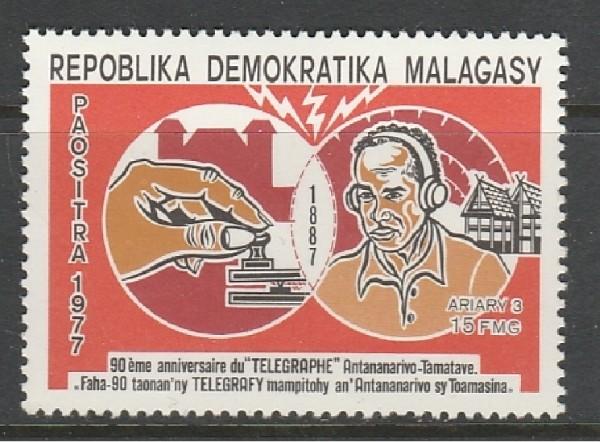 REPOBLIKA DEMOKRATIKA MALAGASY
PAOSITRA 1977
1887
ARIARY 3
15 FMG
90ème anniversaire du "TELEGRAPHE" Antananarivo-Tamatave.
"Faha-90 taonan'ny TELEGRAFY mampitohy an'Antananarivo sy Toamasina"